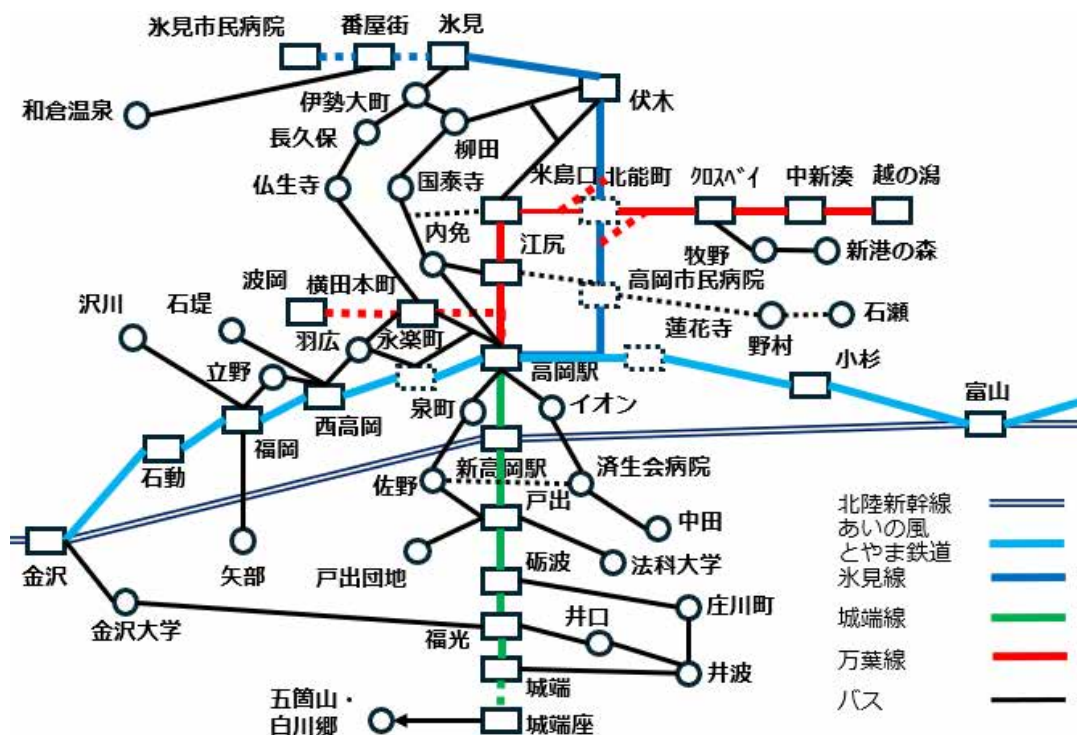 氷見市民病院
番屋街
氷見
和倉温泉
伊勢大町
伏木
長久保
柳田
仏生寺
国泰寺
米島口
北能町
ｸﾛｽﾍﾞｲ
中新湊
越の潟
内免
江尻
牧野
新港の森
波岡
横田本町
高岡市民病院
沢川
石堤
羽広
永楽町
蓮花寺
野村
石瀬
立野
高岡駅
小杉
泉町
イオン
富山
西高岡
福岡
石動
新高岡駅
済生会病院
佐野
戸出
中田
北陸新幹線
あいの風
とやま鉄道
金沢
矢部
戸出団地
砺波
法科大学
氷見線
金沢大学
庄川町
城端線
福光
井口
万葉線
城端
井波
バス
五箇山・
白川郷
城端座